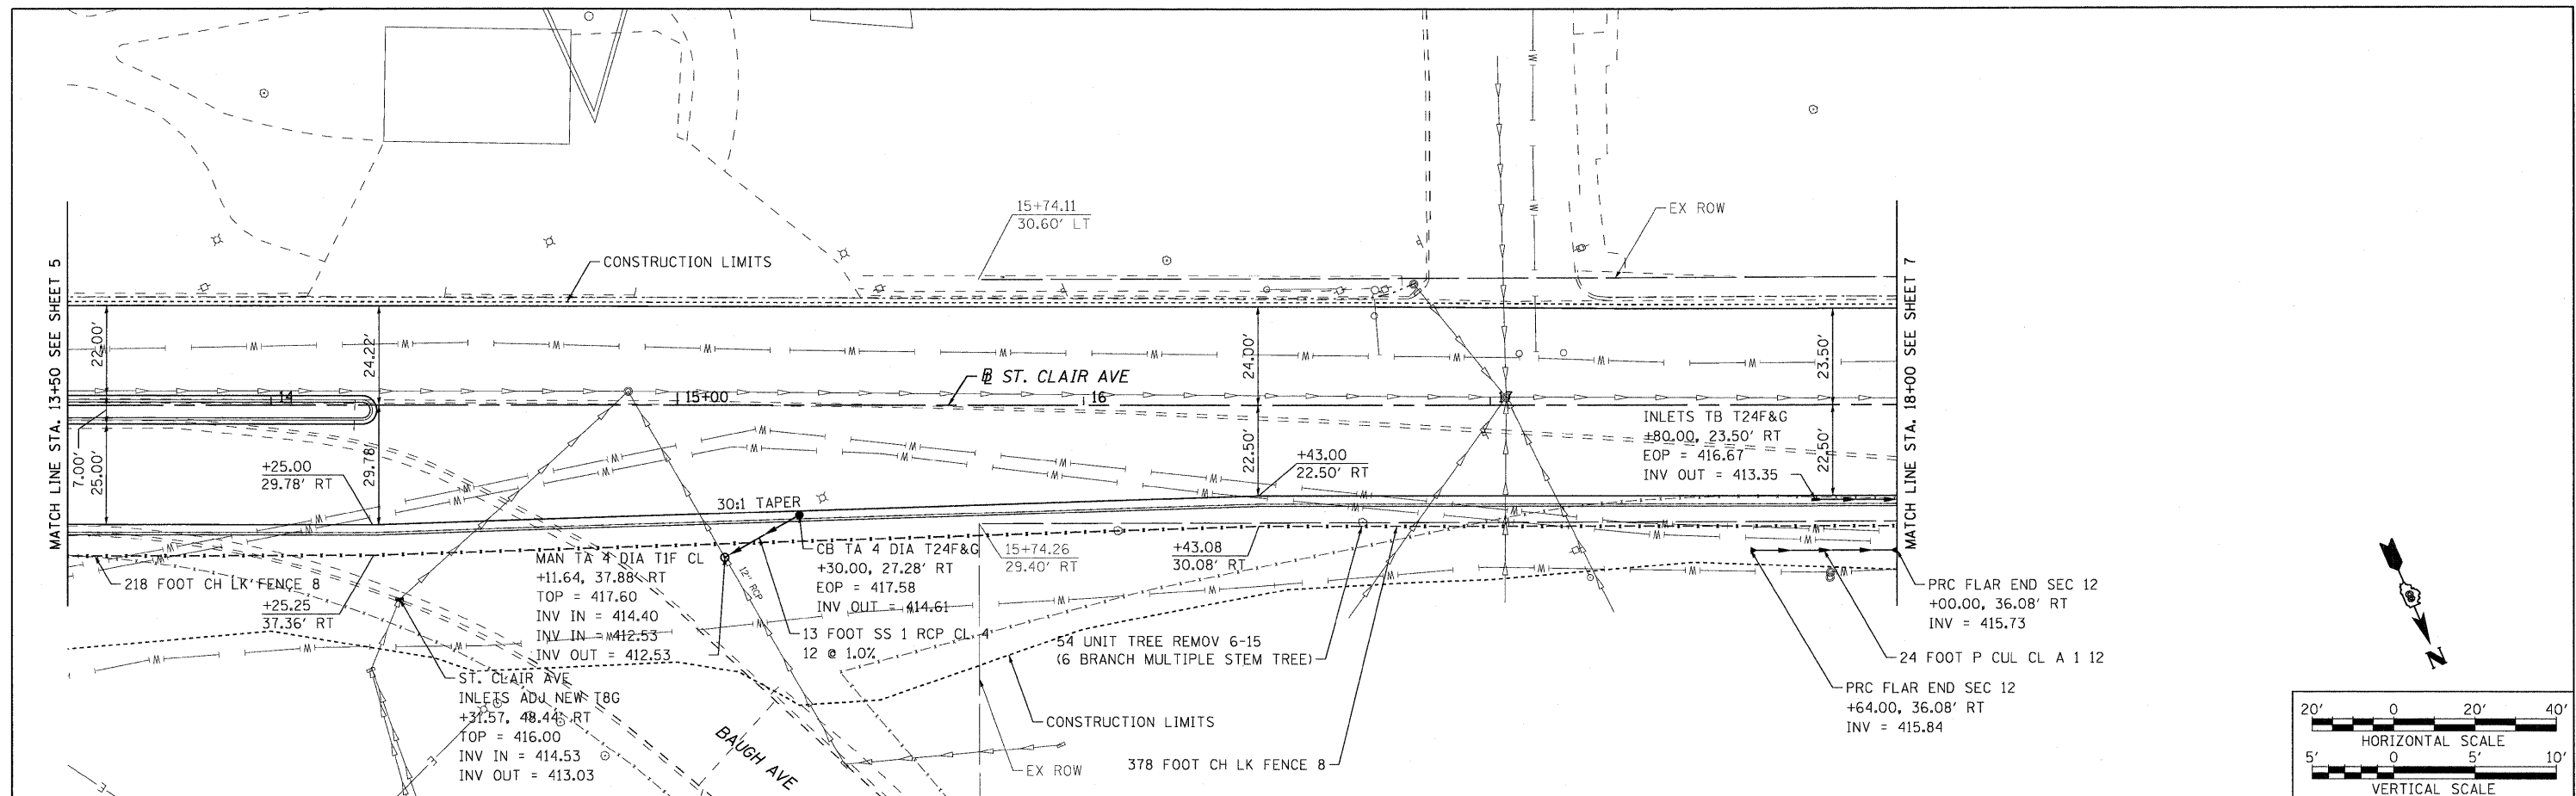 MATCH LINE STA. 13+50 SEE SHEET 5
CONSTRUCTION LIMITS
15+74.11
30.60' LT
EX ROW
MATCH LINE STA. 18+00 SEE SHEET 7
22.00'
24.22'
24.00'
23.50'
14
15+00
ST. CLAIR AVE
16
17
7.00'
25.00'
29.78'
22.50'
22.50'
+25.00
29.78' RT
+43.00
22.50' RT
INLETS TB T24F&G
+80.00, 23.50' RT
EOP = 416.67
INV OUT = 413.35
30:1 TAPER
218 FOOT CH LK FENCE 8
+25.25
37.36' RT
MAN TA 4 DIA T1F CL
+11.64, 37.88' RT
TOP = 417.60
INV IN = 414.40
INV IN = 412.53
INV OUT = 412.53
12" RCP
CB TA 4 DIA T24F&G
+30.00, 27.28' RT
EOP = 417.58
INV OUT = 414.61
13 FOOT SS 1 RCP CL 4
12 @ 1.0%
15+74.26
29.40' RT
+43.08
30.08' RT
54 UNIT TREE REMOV 6-15
(6 BRANCH MULTIPLE STEM TREE)
PRC FLAR END SEC 12
+00.00, 36.08' RT
INV = 415.73
24 FOOT P CUL CL A 1 12
PRC FLAR END SEC 12
+64.00, 36.08' RT
INV = 415.84
ST. CLAIR AVE
INLETS ADJ NEW T8G
+31.57, 48.44' RT
TOP = 416.00
INV IN = 414.53
INV OUT = 413.03
BAUGH AVE
CONSTRUCTION LIMITS
EX ROW
378 FOOT CH LK FENCE 8
N
20' 0 20' 40'
HORIZONTAL SCALE
5' 0 5' 10'
VERTICAL SCALE